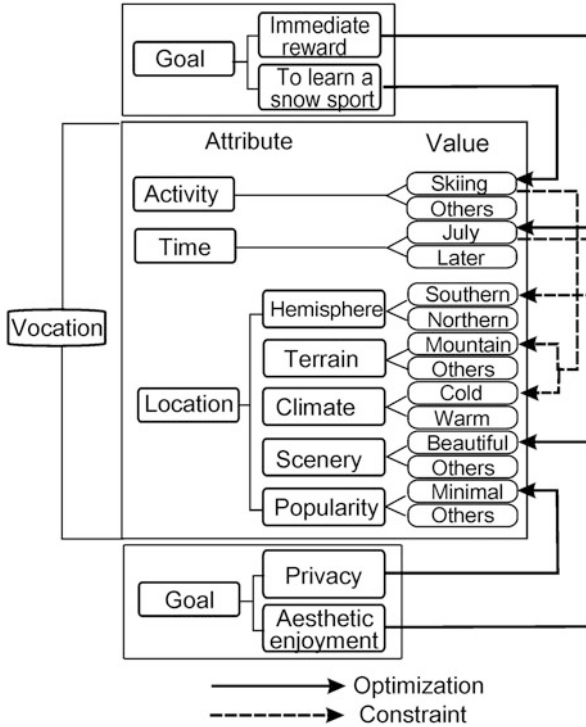 Goal
Immediate
reward
To learn a
snow sport
Attribute
Value
Activity
Skiing
Others
Time
July
Later
Vocation
Location
Hemisphere
Southern
Northern
Terrain
Mountain
Others
Climate
Cold
Warm
Scenery
Beautiful
Others
Popularity
Minimal
Others
Goal
Privacy
Aesthetic
enjoyment
Optimization
Constraint